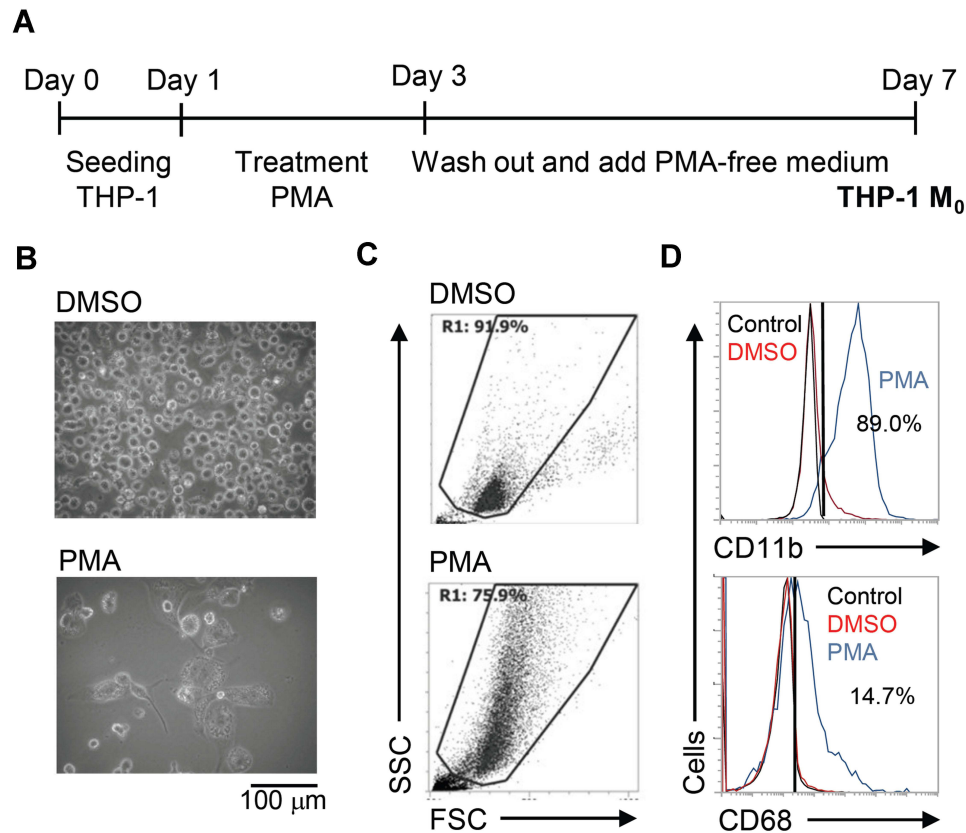 A
Day 0 Day 1 Day 3 Day 7
Seeding THP-1
Treatment PMA
Wash out and add PMA-free medium
THP-1 M₀
B
DMSO
PMA
100 μm
C
DMSO
R1: 91.9%
PMA
R1: 75.9%
SSC
FSC
D
Control
DMSO
PMA
89.0%
CD11b
Control
DMSO
PMA
14.7%
Cells
CD68